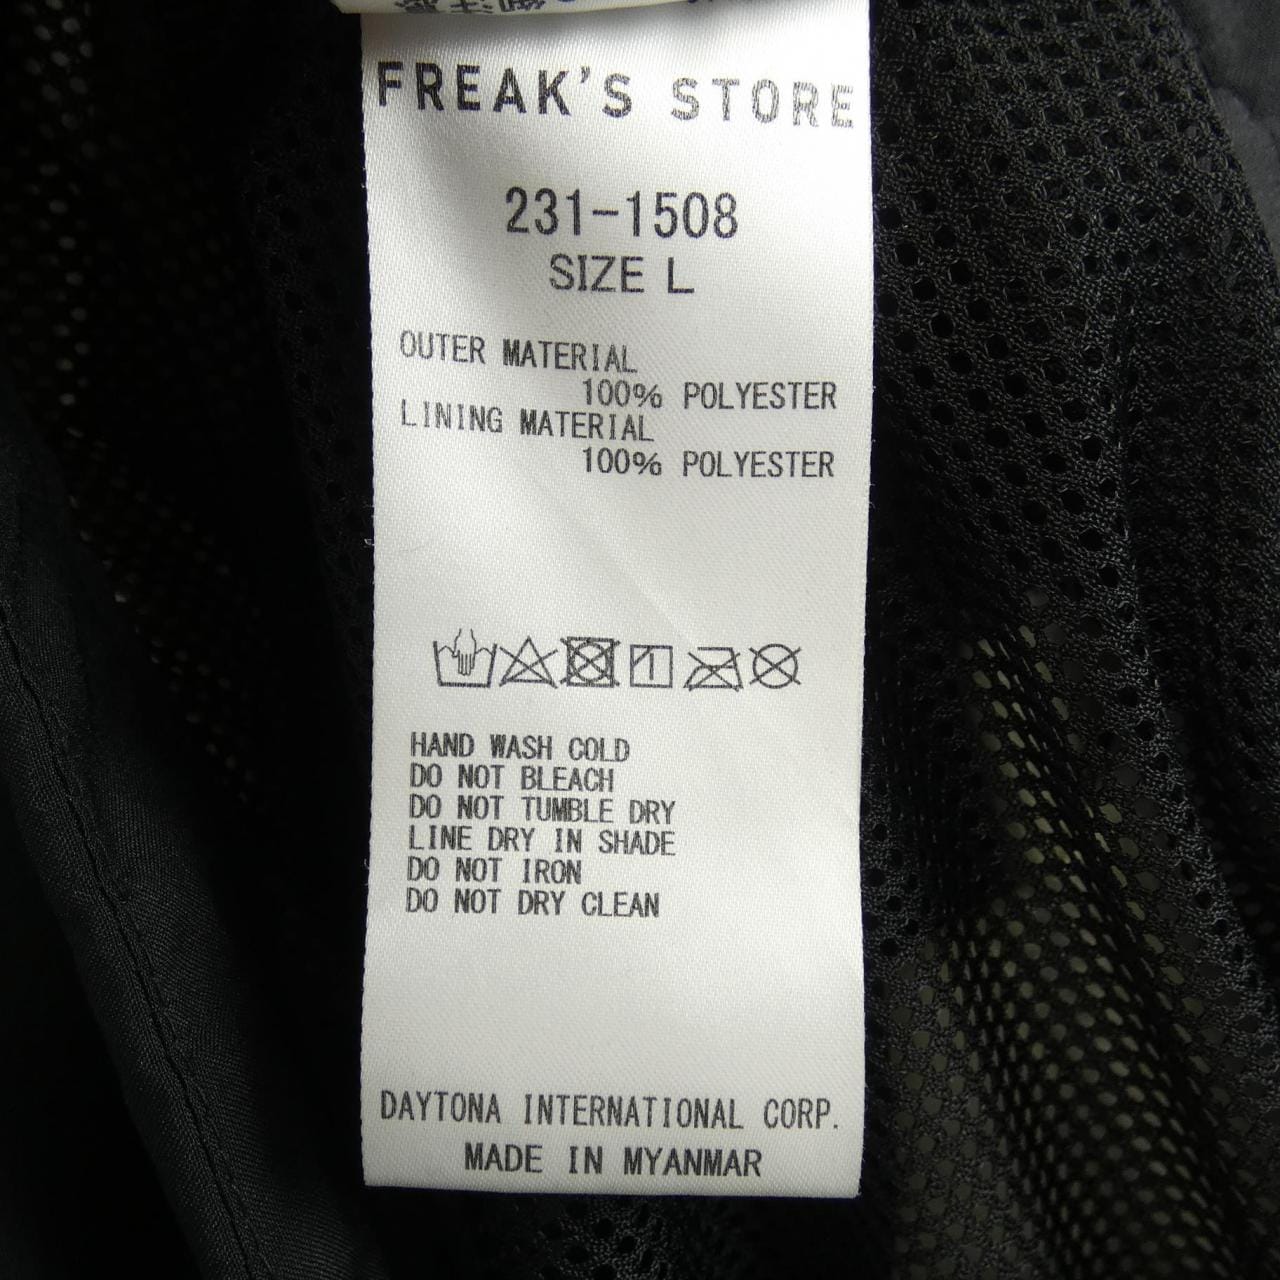 FREAK'S STORE
231-1508
SIZE L
OUTER MATERIAL
100% POLYESTER
LINING MATERIAL
100% POLYESTER
HAND WASH COLD
DO NOT BLEACH
DO NOT TUMBLE DRY
LINE DRY IN SHADE
DO NOT IRON
DO NOT DRY CLEAN
DAYTONA INTERNATIONAL CORP.
MADE IN MYANMAR